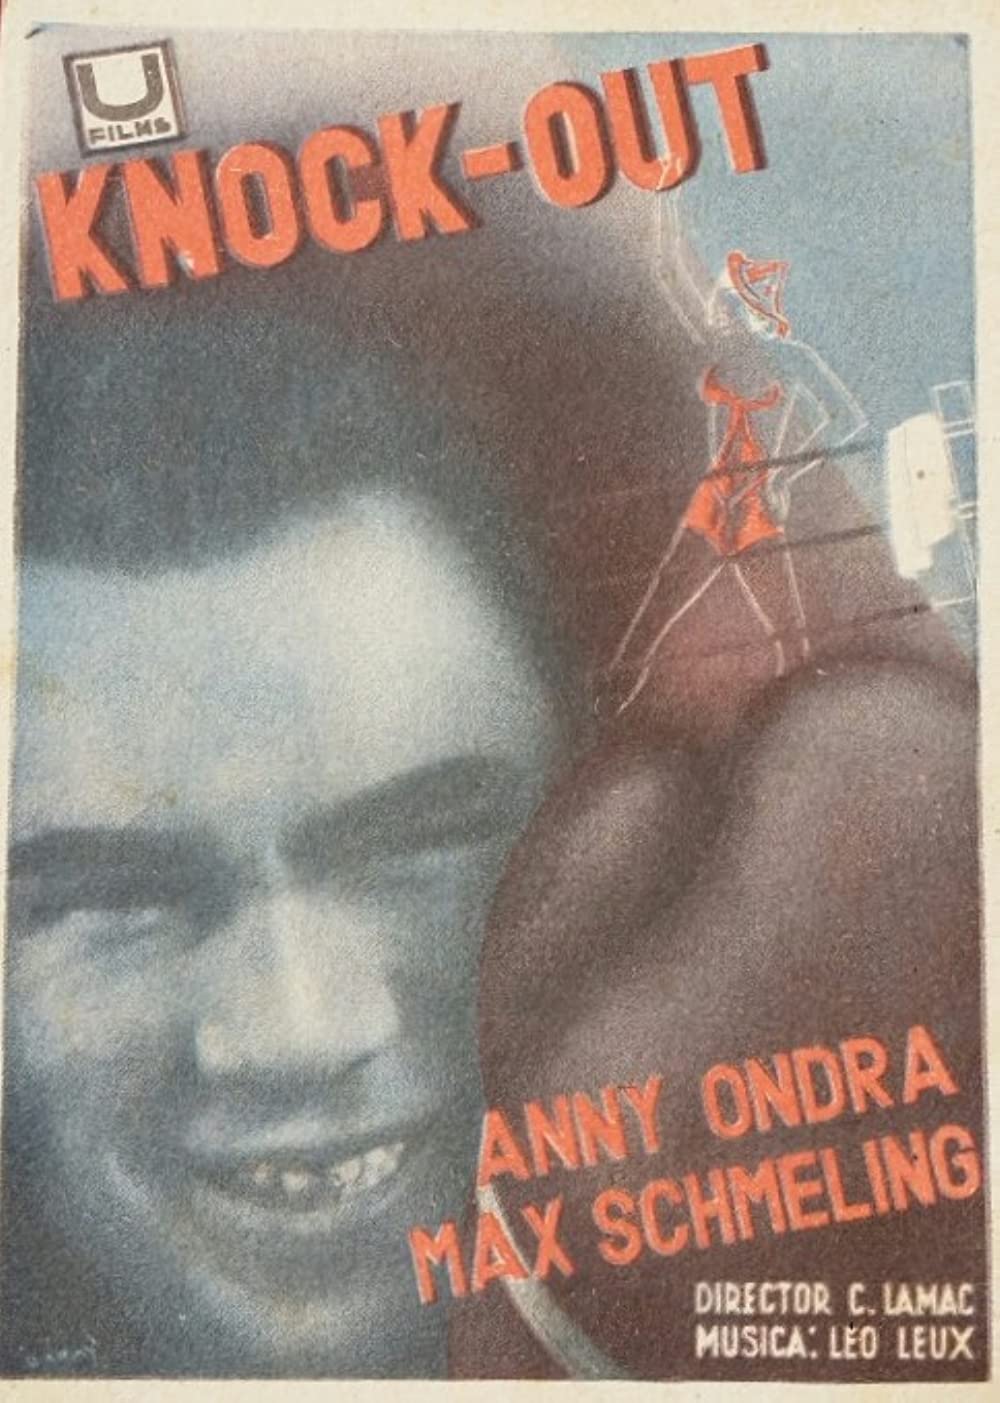 U
FILMS
KNOCK-OUT
ANNY ONDRA
MAX SCHMELING
DIRECTOR C. LAMAC
MUSICA: LEO LEUX